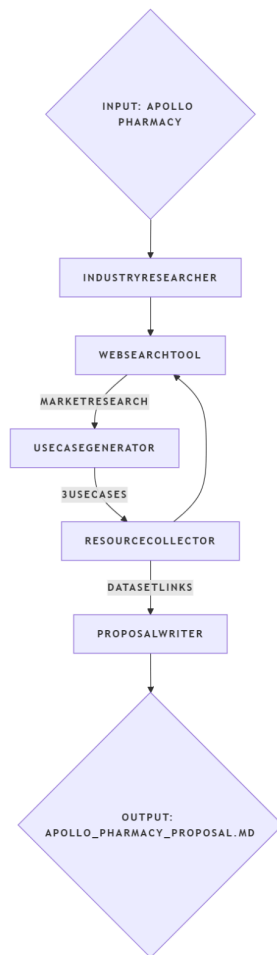 INPUT: APOLLO
PHARMACY
INDUSTRYRESEARCHER
WEBSEARCHTOOL
MARKETRESEARCH
USECASEGENERATOR
3USECASES
RESOURCECOLLECTOR
DATASETLINKS
PROPOSALWRITER
OUTPUT:
APOLLO_PHARMACY_PROPOSAL.MD